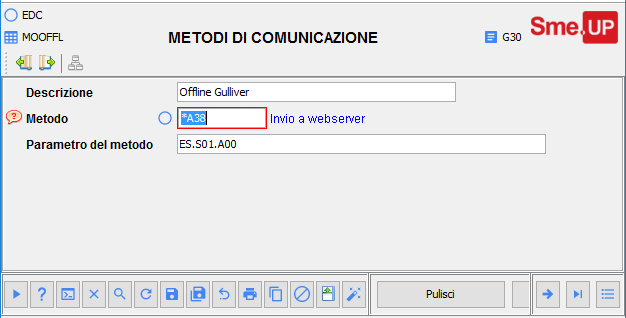 EDC
MOOFFL
METODI DI COMUNICAZIONE
G30
Sme.UP
Descrizione
Offline Gulliver
Metodo
*A38
Invio a webserver
Parametro del metodo
ES.S01.A00
Pulisci